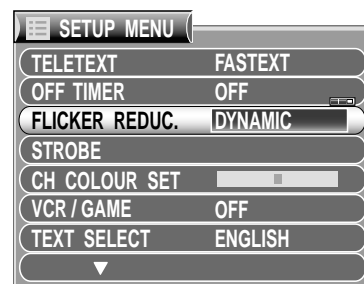 SETUP MENU
TELETEXT FASTEXT
OFF TIMER OFF
FLICKER REDUC. DYNAMIC
STROBE
CH COLOUR SET
VCR / GAME OFF
TEXT SELECT ENGLISH